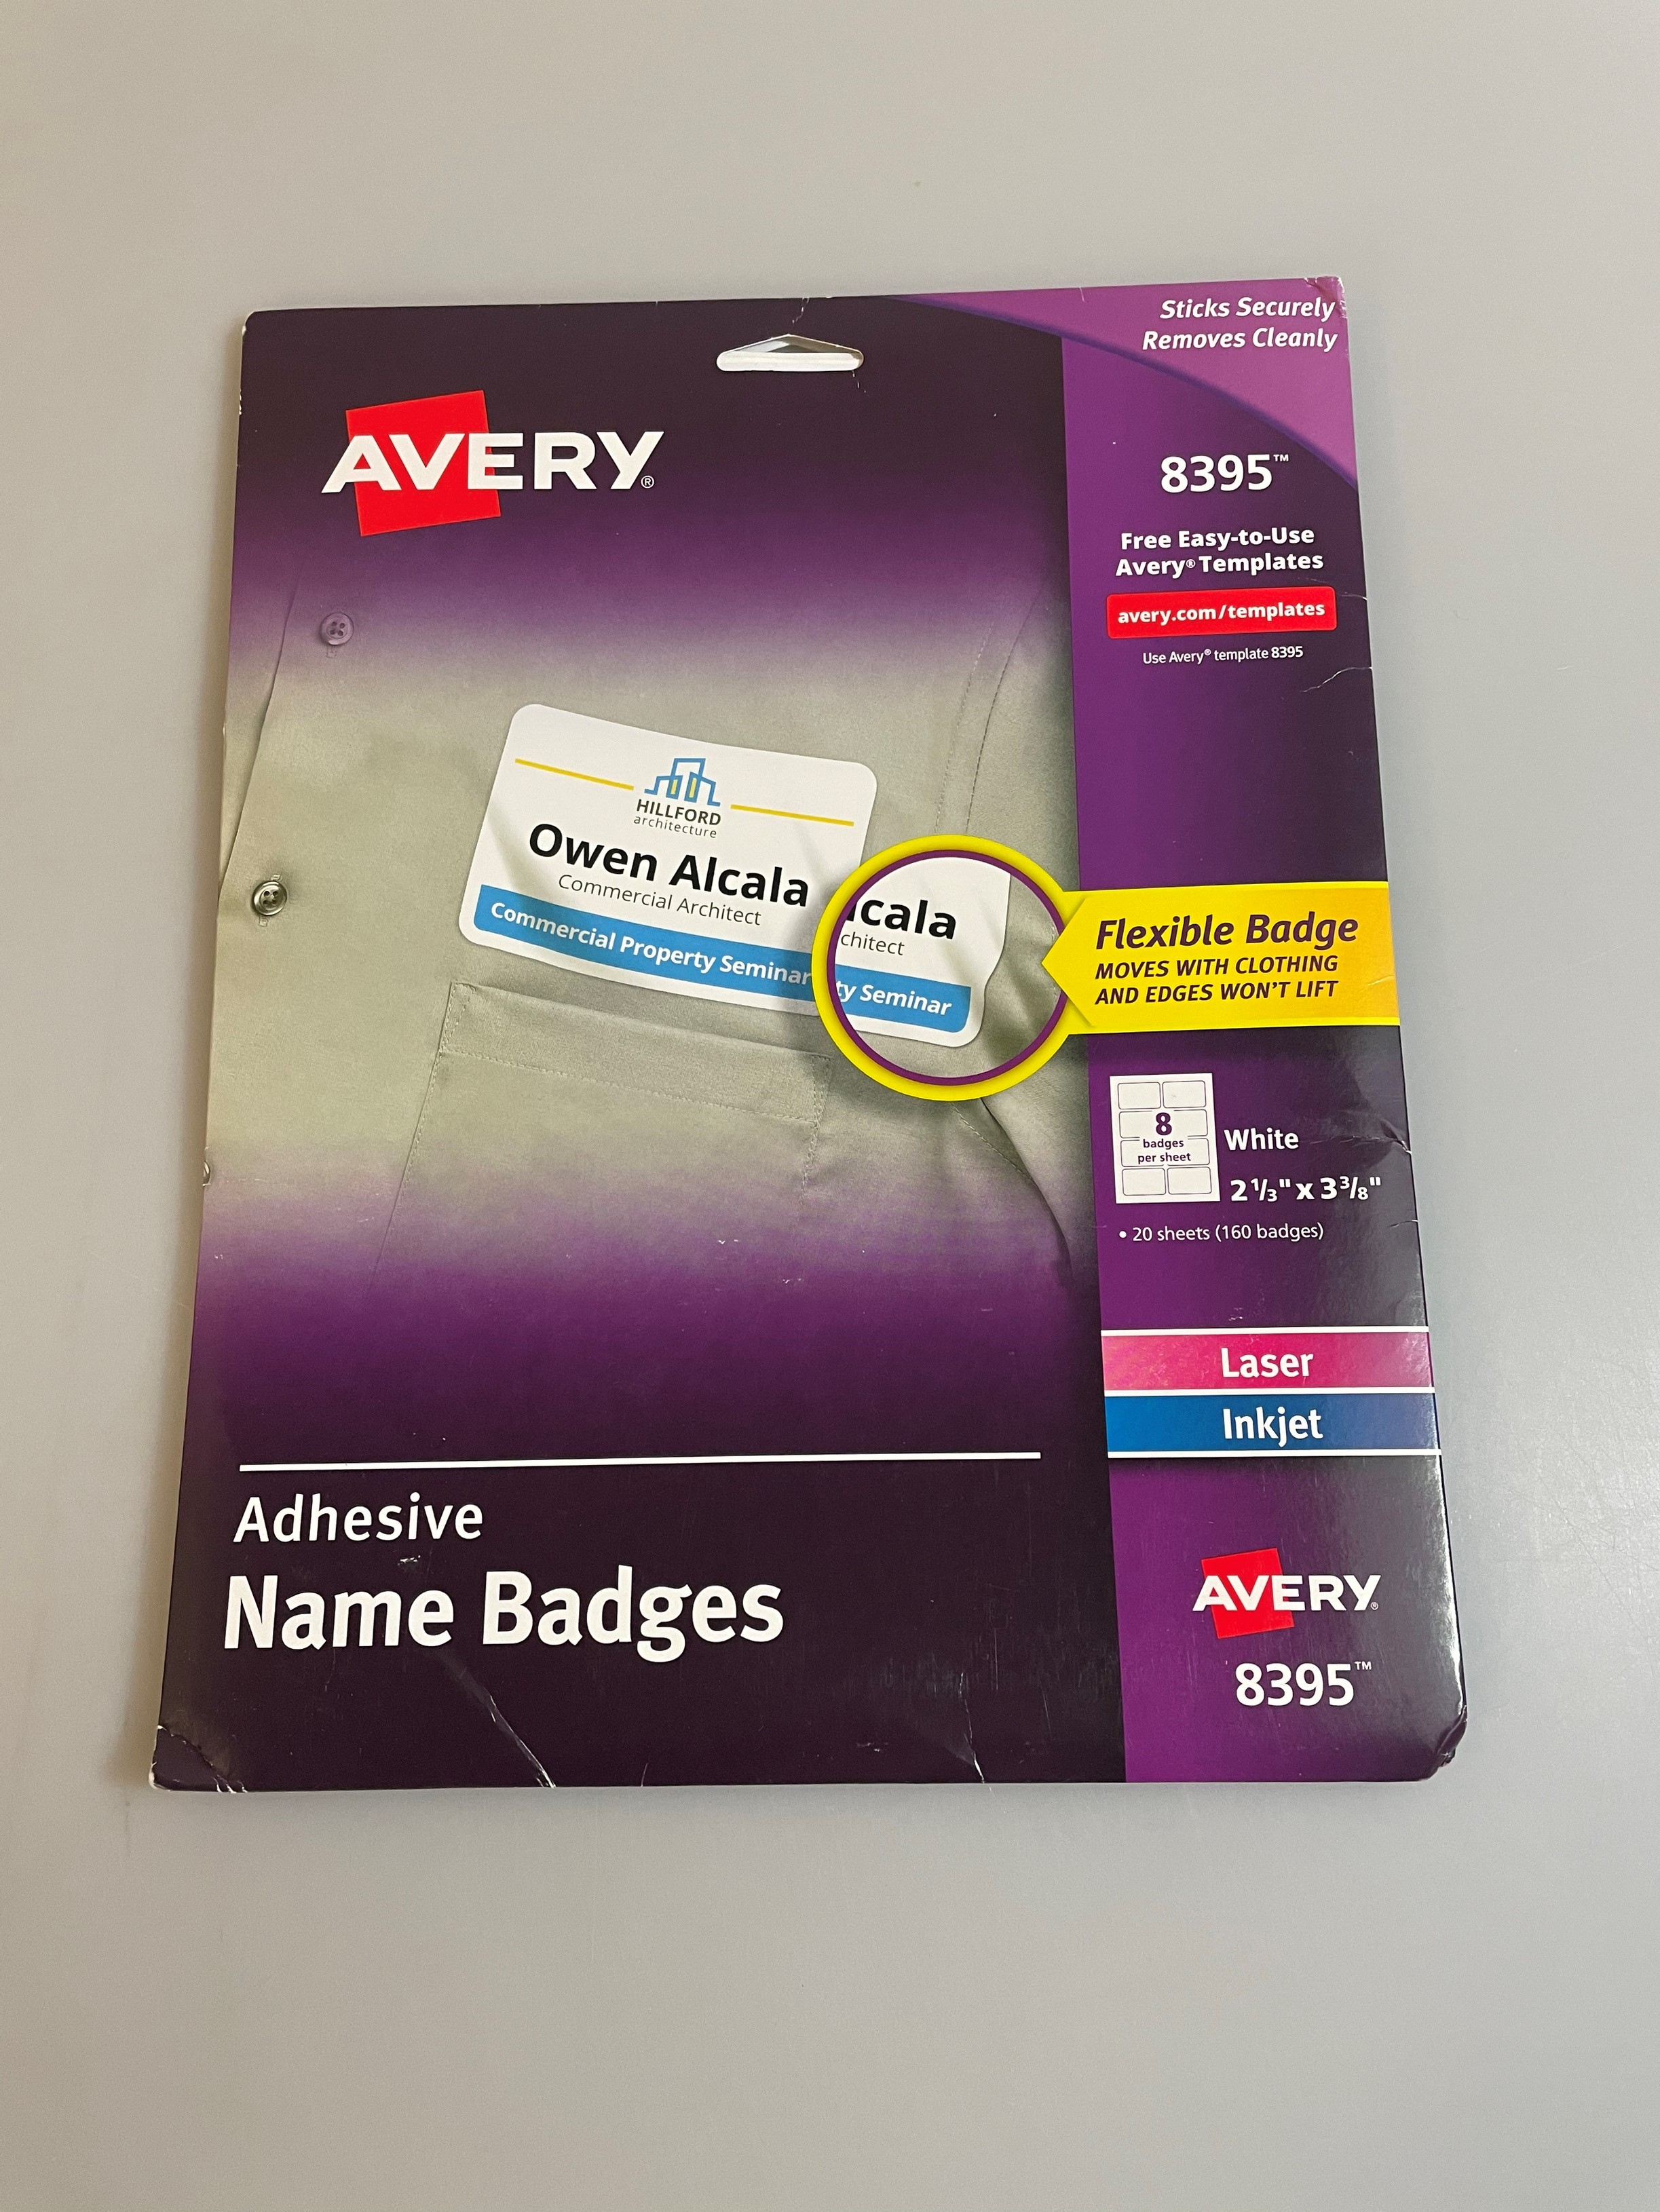 Sticks Securely
Removes Cleanly
AVERY®
8395™
Free Easy-to-Use
Avery® Templates
avery.com/templates
Use Avery® template 8395
HILLFORD
architecture
Owen Alcala
Commercial Architect
Commercial Property Seminar
lcala
chitect
ty Seminar
Flexible Badge
MOVES WITH CLOTHING
AND EDGES WON'T LIFT
8
badges
per sheet
White
2 1/3" x 3 3/8"
• 20 sheets (160 badges)
Laser
Inkjet
Adhesive
Name Badges
AVERY®
8395™